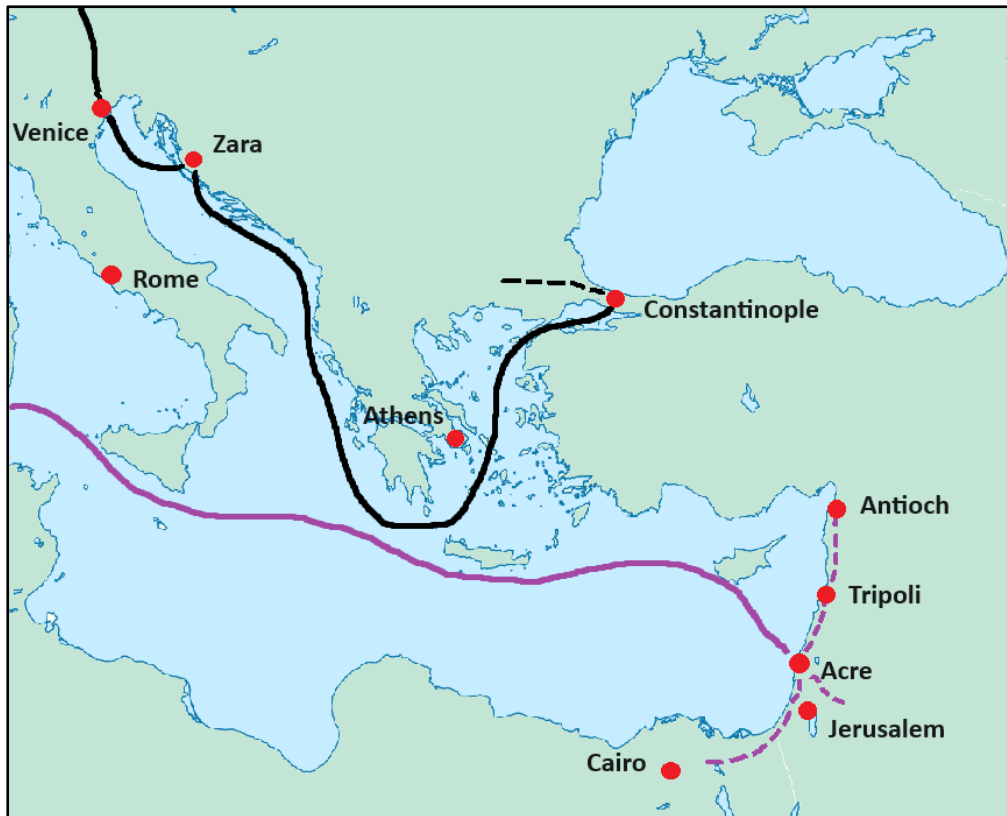 Venice
Zara
Rome
Constantinople
Athens
Antioch
Tripoli
Acre
Jerusalem
Cairo